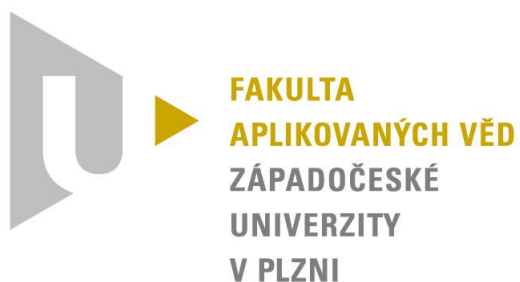 FAKULTA
APLIKOVANÝCH VĚD
ZÁPADOČESKÉ
UNIVERZITY
V PLZNI